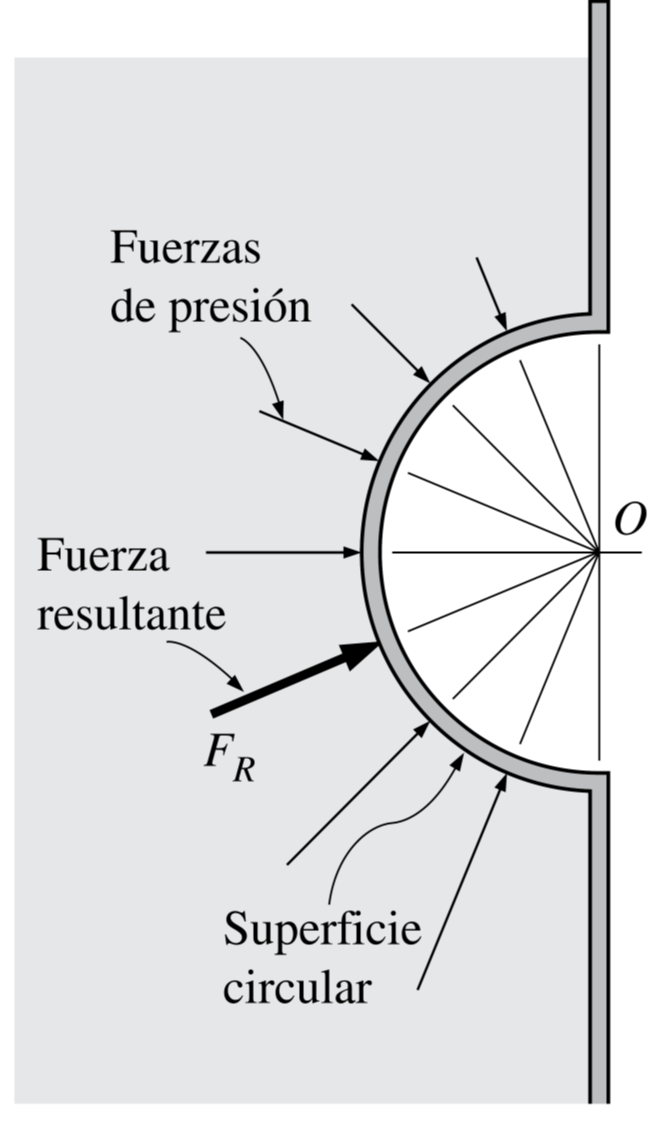 Fuerzas
de presión
O
Fuerza
resultante
F_R
Superficie
circular